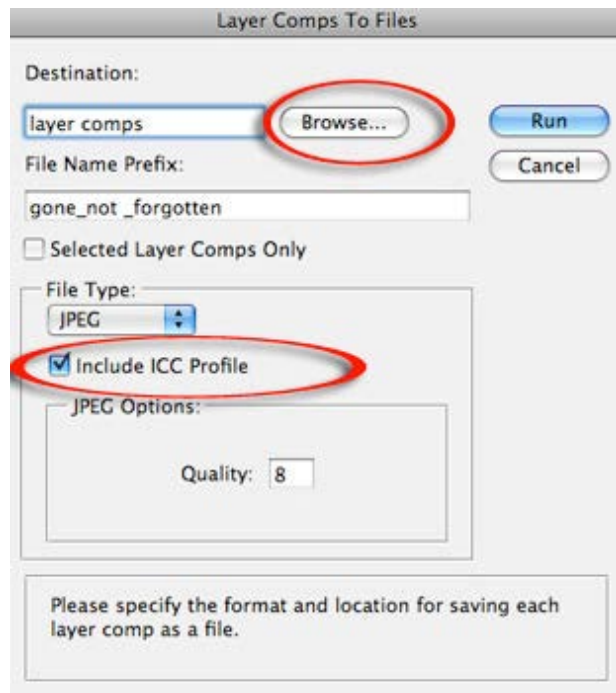 Layer Comps To Files
Destination:
layer comps
Browse...
Run
File Name Prefix:
Cancel
gone_not _forgotten
Selected Layer Comps Only
File Type:
JPEG
Include ICC Profile
JPEG Options:
Quality: 8
Please specify the format and location for saving each
layer comp as a file.